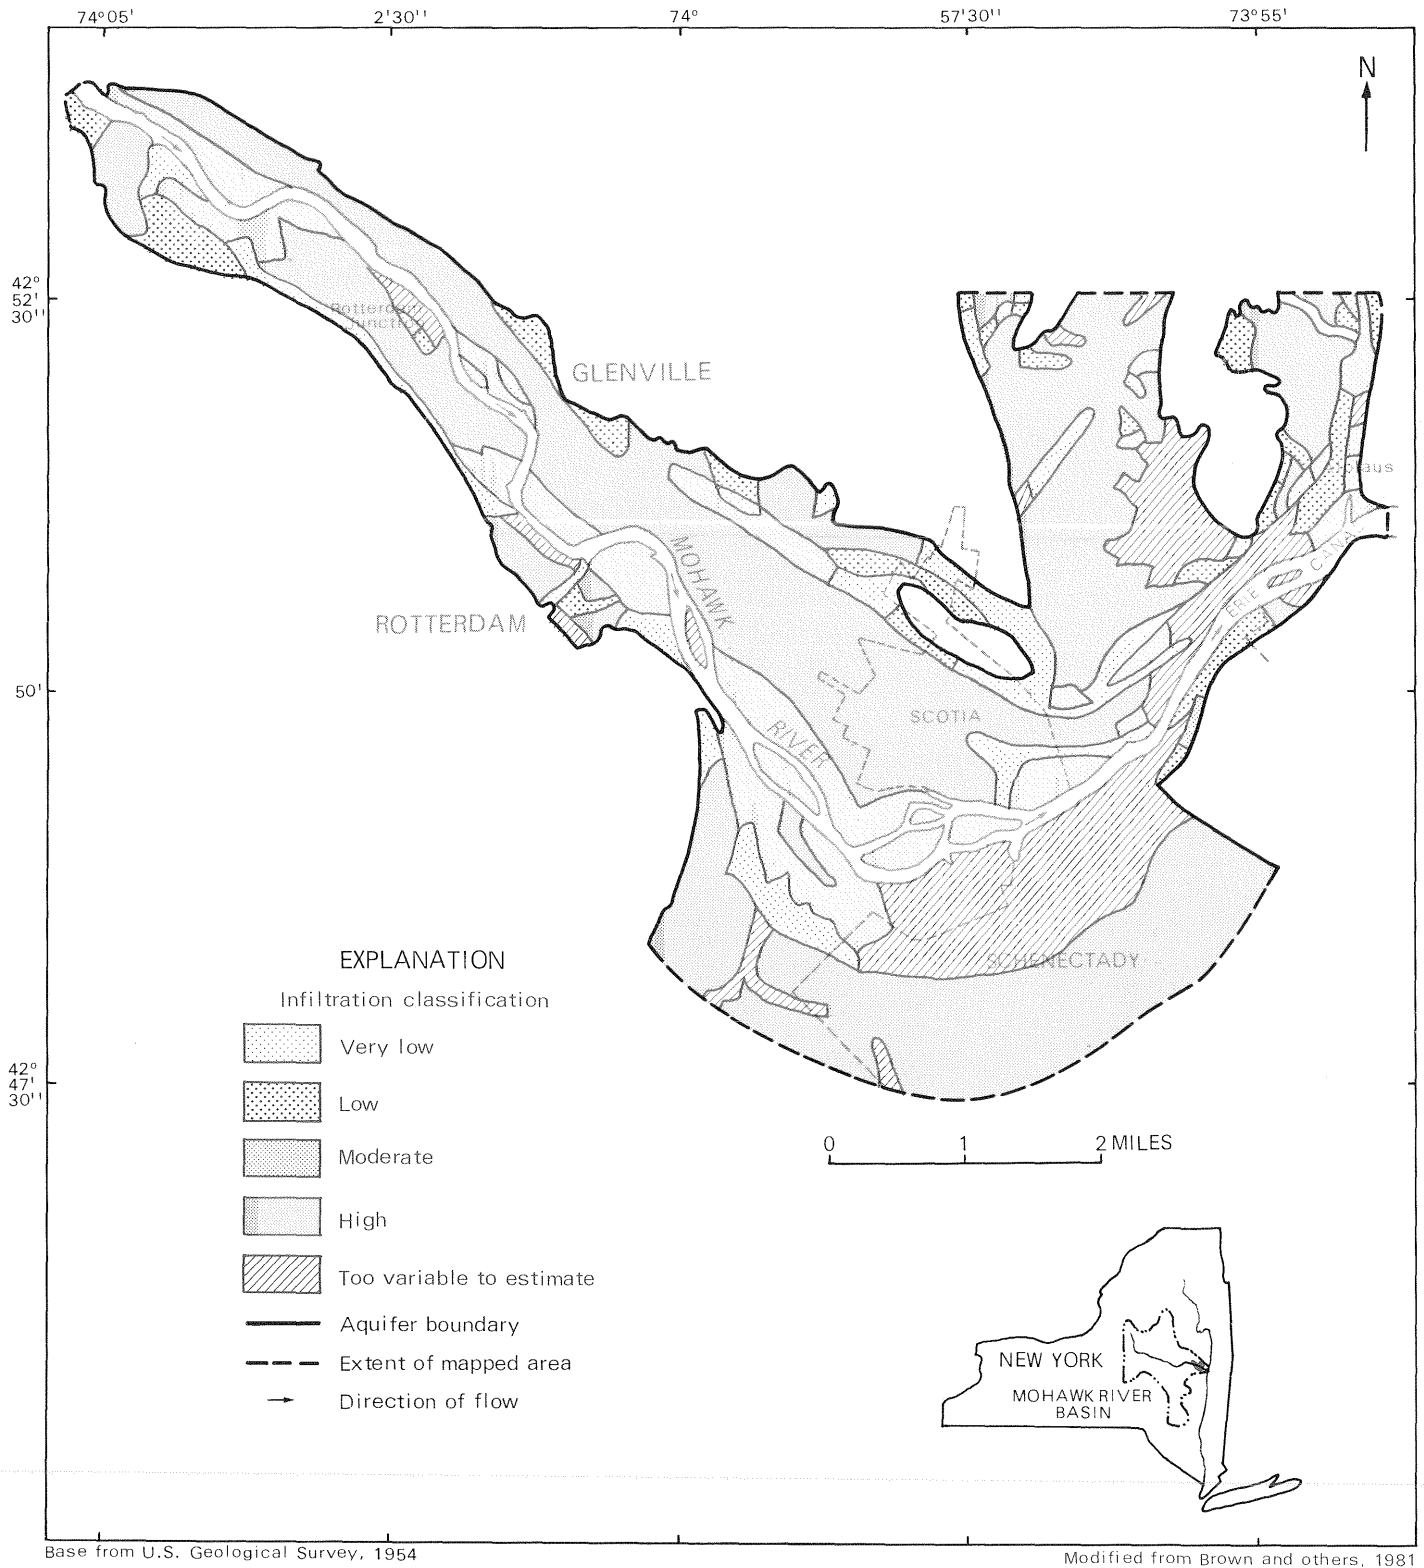 74°05'
2'30''
74°
57'30''
73°55'
N
42°
52'
30''
Rotterdam
Junction
GLENVILLE
MOHAWK
ROTTERDAM
ERIE CANAL
50'
SCOTIA
RIVER
SCHENECTADY
EXPLANATION
Infiltration classification
Very low
Low
Moderate
High
Too variable to estimate
Aquifer boundary
Extent of mapped area
Direction of flow
42°
47'
30''
0 1 2 MILES
NEW YORK
MOHAWK RIVER
BASIN
Base from U.S. Geological Survey, 1954
Modified from Brown and others, 1981